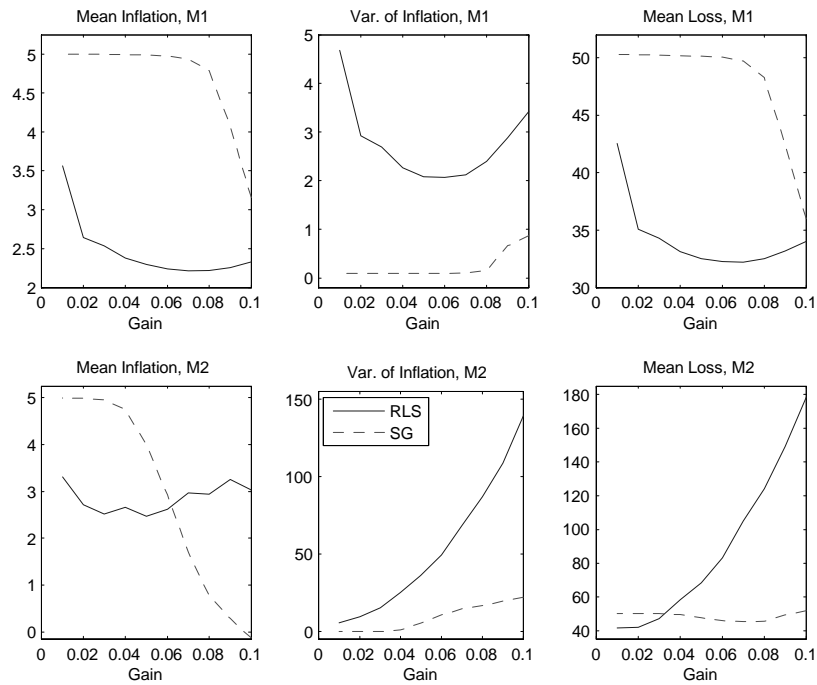 Mean Inflation, M1
5
4.5
4
3.5
3
2.5
2
0 0.02 0.04 0.06 0.08 0.1
Gain
Var. of Inflation, M1
5
4
3
2
1
0
0 0.02 0.04 0.06 0.08 0.1
Gain
Mean Loss, M1
50
45
40
35
30
0 0.02 0.04 0.06 0.08 0.1
Gain
Mean Inflation, M2
5
4
3
2
1
0
0 0.02 0.04 0.06 0.08 0.1
Gain
Var. of Inflation, M2
150
100
50
0
RLS
SG
0 0.02 0.04 0.06 0.08 0.1
Gain
Mean Loss, M2
180
160
140
120
100
80
60
40
0 0.02 0.04 0.06 0.08 0.1
Gain